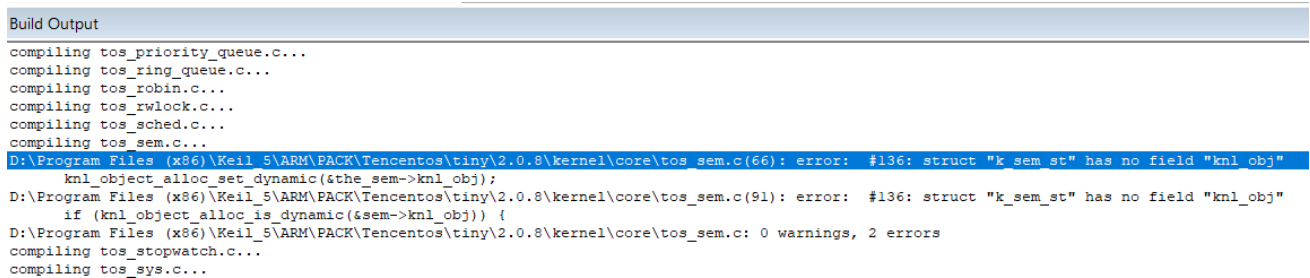 Build Output
compiling tos_priority_queue.c...
compiling tos_ring_queue.c...
compiling tos_robin.c...
compiling tos_rwlock.c...
compiling tos_sched.c...
compiling tos_sem.c...
D:\Program Files (x86)\Keil_5\ARM\PACK\Tencentos\tiny\2.0.8\kernel\core\tos_sem.c(66): error:  #136: struct "k_sem_st" has no field "knl_obj"
      knl_object_alloc_set_dynamic(&the_sem->knl_obj);
D:\Program Files (x86)\Keil_5\ARM\PACK\Tencentos\tiny\2.0.8\kernel\core\tos_sem.c(91): error:  #136: struct "k_sem_st" has no field "knl_obj"
      if (knl_object_alloc_is_dynamic(&sem->knl_obj)) {
D:\Program Files (x86)\Keil_5\ARM\PACK\Tencentos\tiny\2.0.8\kernel\core\tos_sem.c: 0 warnings, 2 errors
compiling tos_stopwatch.c...
compiling tos_sys.c...